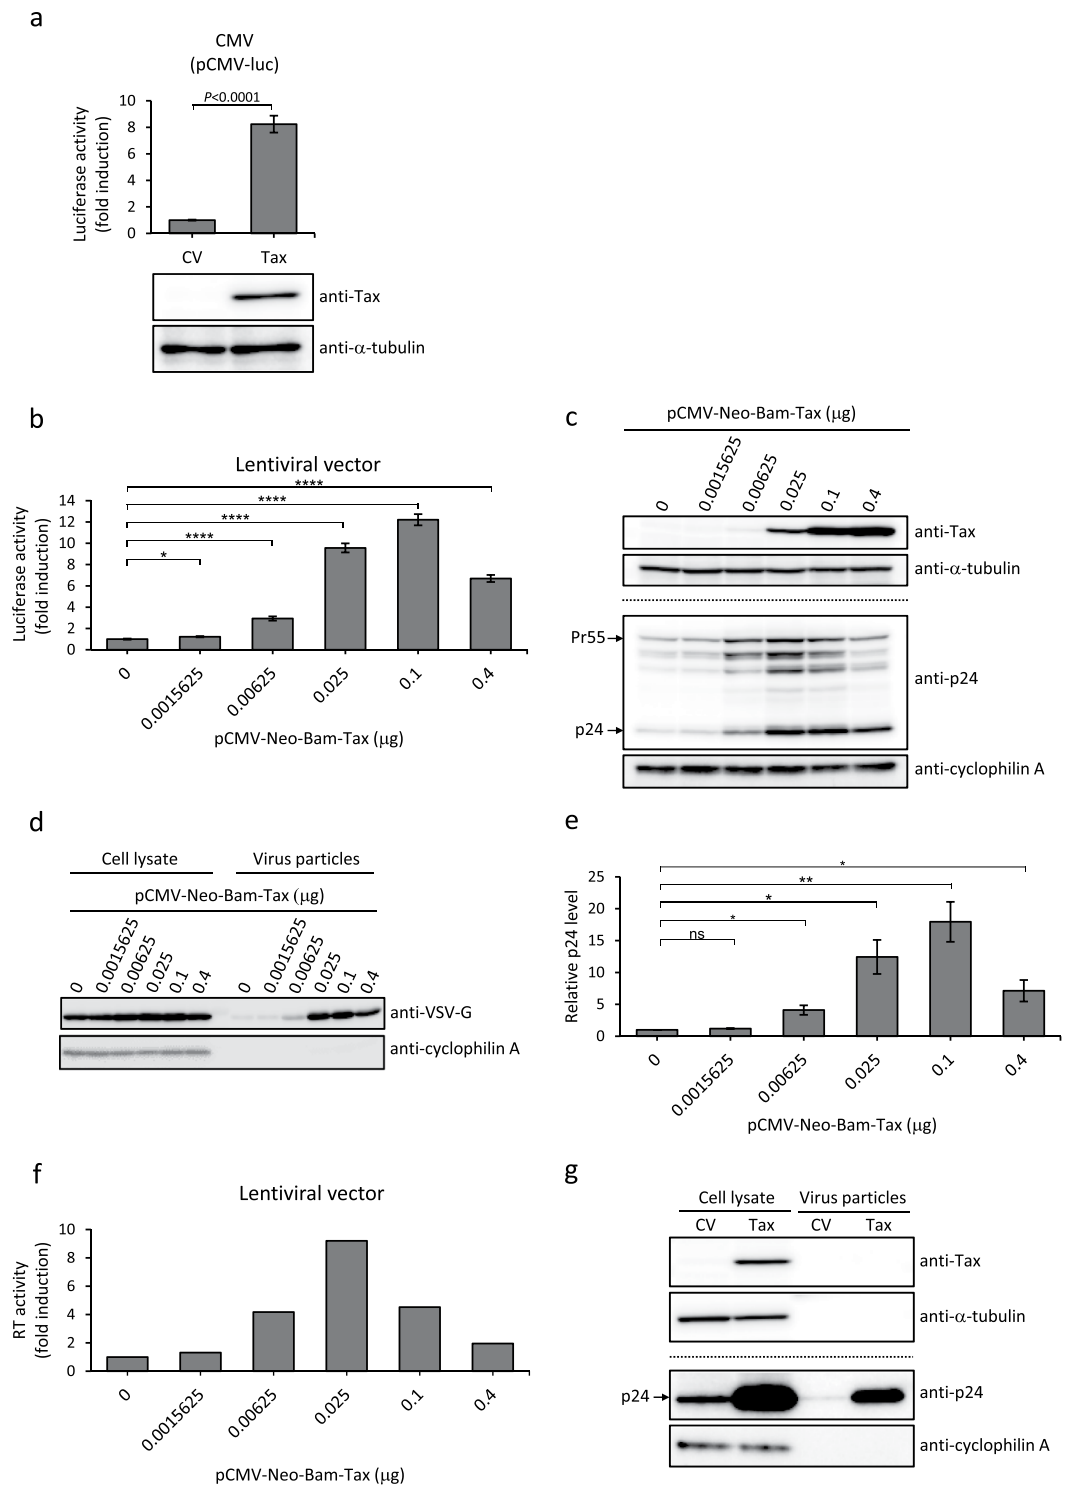 a
CMV
(pCMV-luc)
P<0.0001
Luciferase activity
(fold induction)
10
8
6
4
2
0
CV Tax
anti-Tax
anti-α-tubulin
b
Lentiviral vector
****
****
****
****
*
Luciferase activity
(fold induction)
14
12
10
8
6
4
2
0
0 0.0015625 0.00625 0.025 0.1 0.4
pCMV-Neo-Bam-Tax (μg)
c
pCMV-Neo-Bam-Tax (μg)
0 0.0015625 0.00625 0.025 0.1 0.4
anti-Tax
anti-α-tubulin
Pr55
anti-p24
p24
anti-cyclophilin A
d
Cell lysate Virus particles
pCMV-Neo-Bam-Tax (μg)
0 0.0015625 0.00625 0.025 0.1 0.4 0 0.0015625 0.00625 0.025 0.1 0.4
anti-VSV-G
anti-cyclophilin A
e
*
**
*
*
ns
Relative p24 level
25
20
15
10
5
0
0 0.0015625 0.00625 0.025 0.1 0.4
pCMV-Neo-Bam-Tax (μg)
f
Lentiviral vector
RT activity
(fold induction)
10
8
6
4
2
0
0 0.0015625 0.00625 0.025 0.1 0.4
pCMV-Neo-Bam-Tax (μg)
g
Cell lysate Virus particles
CV Tax CV Tax
anti-Tax
anti-α-tubulin
p24
anti-p24
anti-cyclophilin A